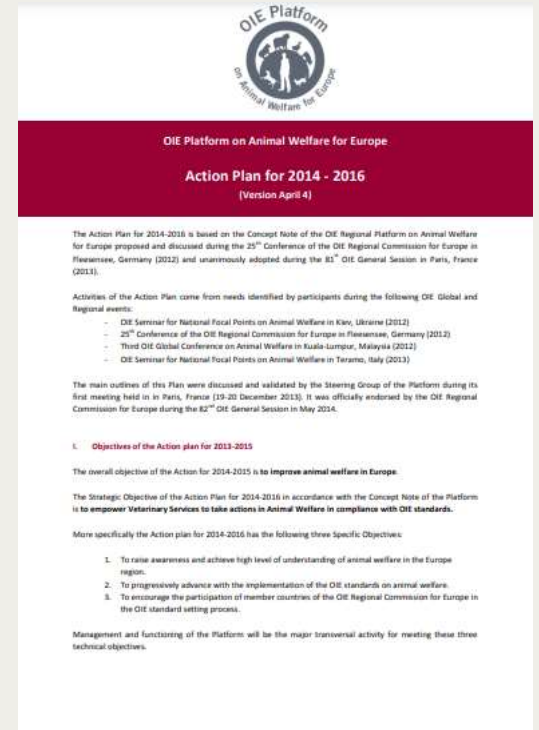 OIE Platform
on Animal Welfare for Europe
OIE Platform on Animal Welfare for Europe
Action Plan for 2014 - 2016
(Version April 4)
The Action Plan for 2014-2016 is based on the Concept Note of the OIE Regional Platform on Animal Welfare
for Europe proposed and discussed during the 25th Conference of the OIE Regional Commission for Europe in
Fleesensee, Germany (2012) and unanimously adopted during the 81st OIE General Session in Paris, France
(2013).
Activities of the Action Plan come from needs identified by participants during the following OIE Global and
Regional events:
- OIE Seminar for National Focal Points on Animal Welfare in Kiev, Ukraine (2012)
- 25th Conference of the OIE Regional Commission for Europe in Fleesensee, Germany (2012)
- Third OIE Global Conference on Animal Welfare in Kuala-Lumpur, Malaysia (2012)
- OIE Seminar for National Focal Points on Animal Welfare in Teramo, Italy (2013)
The main outlines of this Plan were discussed and validated by the Steering Group of the Platform during its
first meeting held in in Paris, France (19-20 December 2013). It was officially endorsed by the OIE Regional
Commission for Europe during the 82nd OIE General Session in May 2014.
I. Objectives of the Action plan for 2013-2015
The overall objective of the Action for 2014-2015 is to improve animal welfare in Europe.
The Strategic Objective of the Action Plan for 2014-2016 in accordance with the Concept Note of the Platform
is to empower Veterinary Services to take actions in Animal Welfare in compliance with OIE standards.
More specifically the Action plan for 2014-2016 has the following three Specific Objectives:
1. To raise awareness and achieve high level of understanding of animal welfare in the Europe
region.
2. To progressively advance with the implementation of the OIE standards on animal welfare.
3. To encourage the participation of member countries of the OIE Regional Commission for Europe in
the OIE standard setting process.
Management and functioning of the Platform will be the major transversal activity for meeting these three
technical objectives.